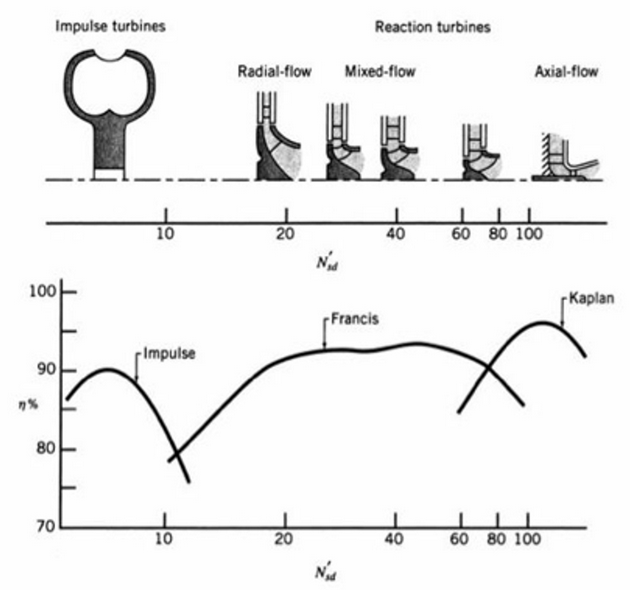 Impulse turbines
Reaction turbines
Radial-flow
Mixed-flow
Axial-flow
10 20 40 60 80 100
N'sd
100
90
η%
80
70
Impulse
Francis
Kaplan
10 20 40 60 80 100
N'sd